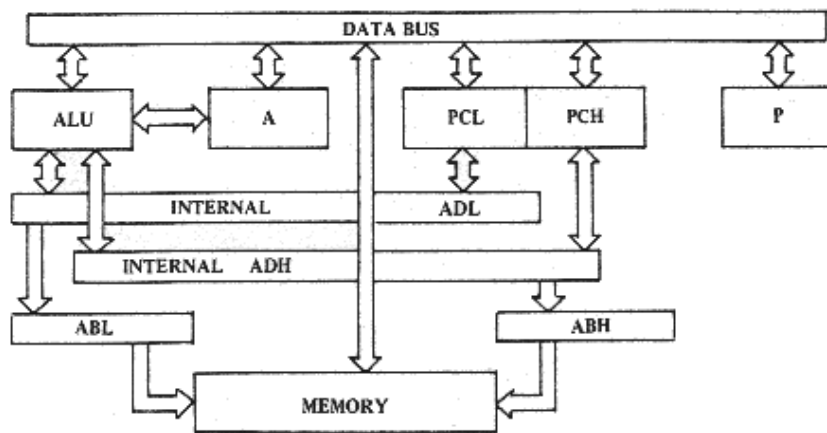 DATA BUS
ALU
A
PCL
PCH
P
INTERNAL ADL
INTERNAL ADH
ABL
ABH
MEMORY